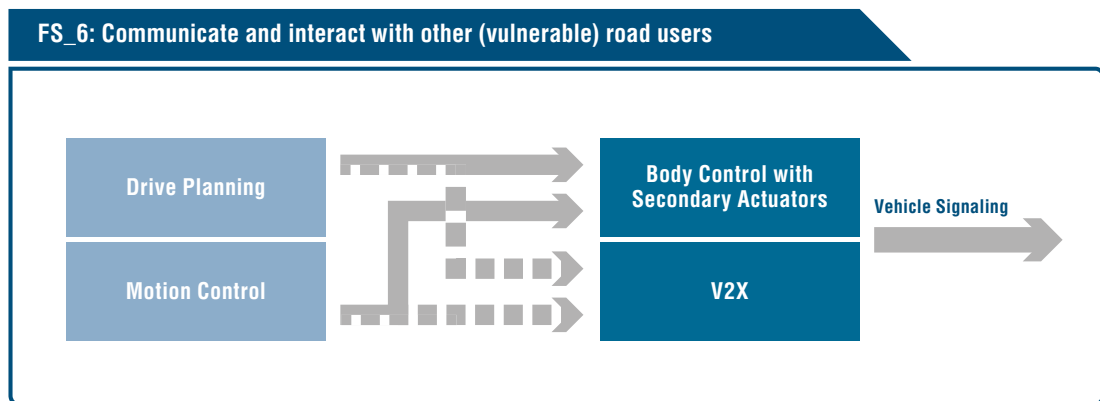 FS_6: Communicate and interact with other (vulnerable) road users
Drive Planning
Body Control with
Secondary Actuators
Vehicle Signaling
Motion Control
V2X